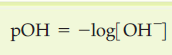 pOH = −log[OH⁻]